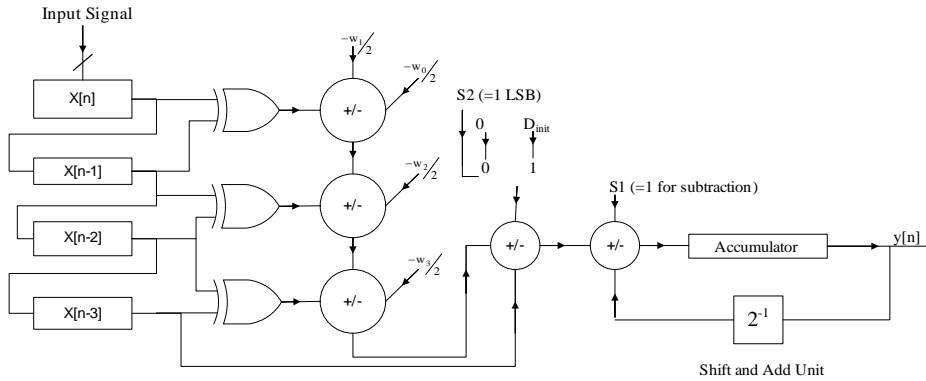 Input Signal
−w₁/2
−w₀/2
X[n]
+/-
S2 (=1 LSB)
0
D_init
0
1
X[n-1]
−w₂/2
+/-
S1 (=1 for subtraction)
X[n-2]
+/-
+/-
Accumulator
y[n]
−w₃/2
+/-
X[n-3]
2⁻¹
Shift and Add Unit